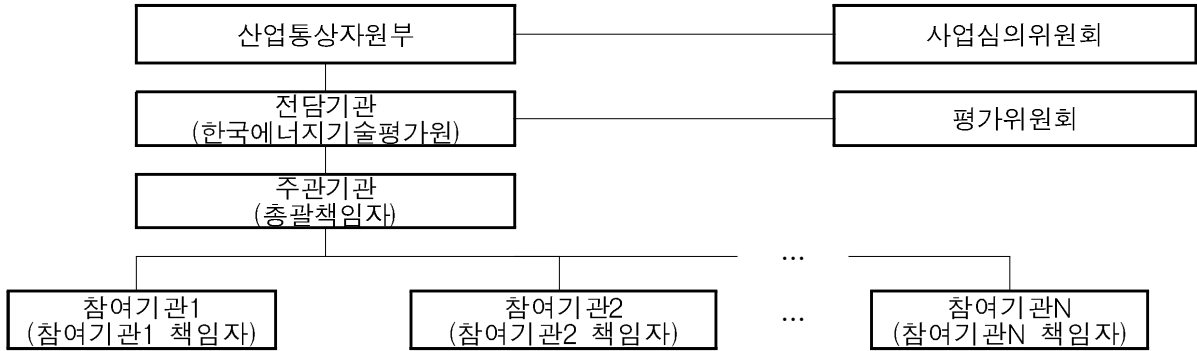 산업통상자원부
사업심의위원회
전담기관
(한국에너지기술평가원)
평가위원회
주관기관
(총괄책임자)
...
참여기관1
(참여기관1 책임자)
참여기관2
(참여기관2 책임자)
...
참여기관N
(참여기관N 책임자)